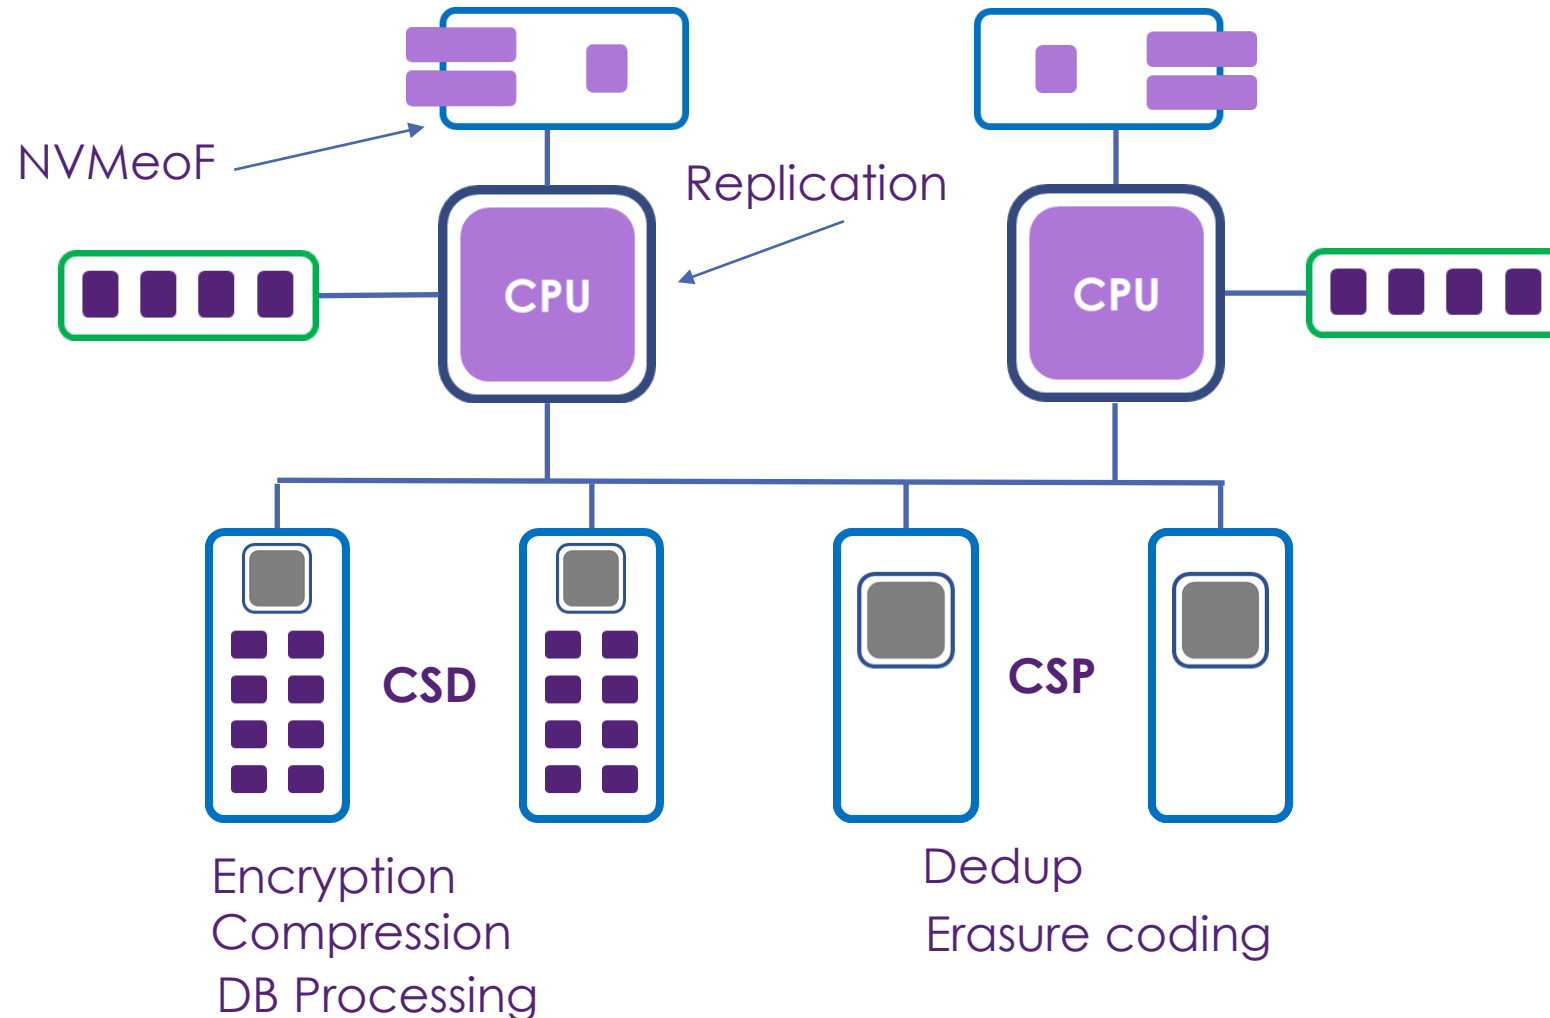 NVMeoF
Replication
CPU
CPU
CSD
CSP
Encryption
Compression
DB Processing
Dedup
Erasure coding